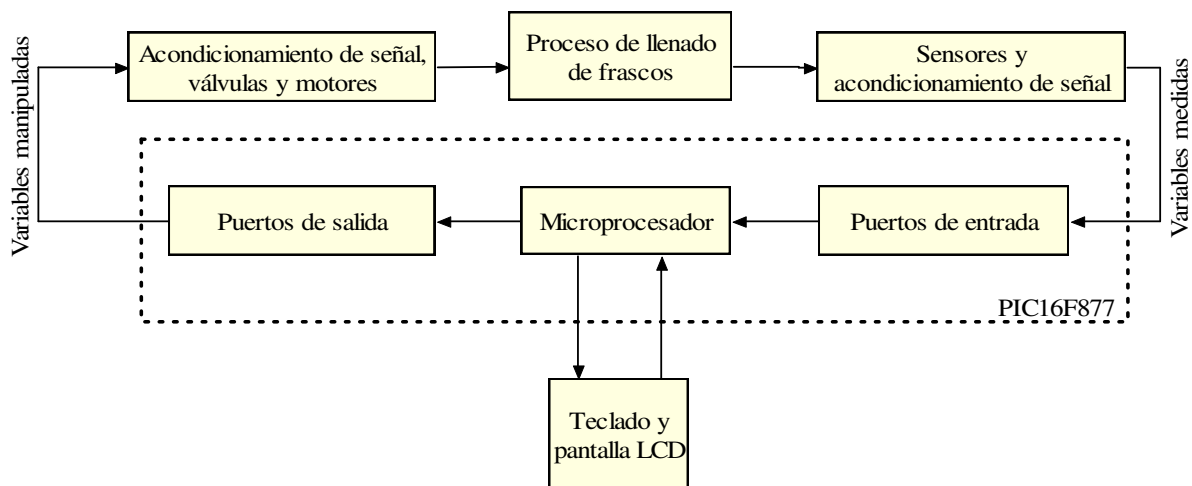 Variables manipuladas
Acondicionamiento de señal,
válvulas y motores
Proceso de llenado
de frascos
Sensores y
acondicionamiento de señal
Variables medidas
Puertos de salida
Microprocesador
Puertos de entrada
PIC16F877
Teclado y
pantalla LCD